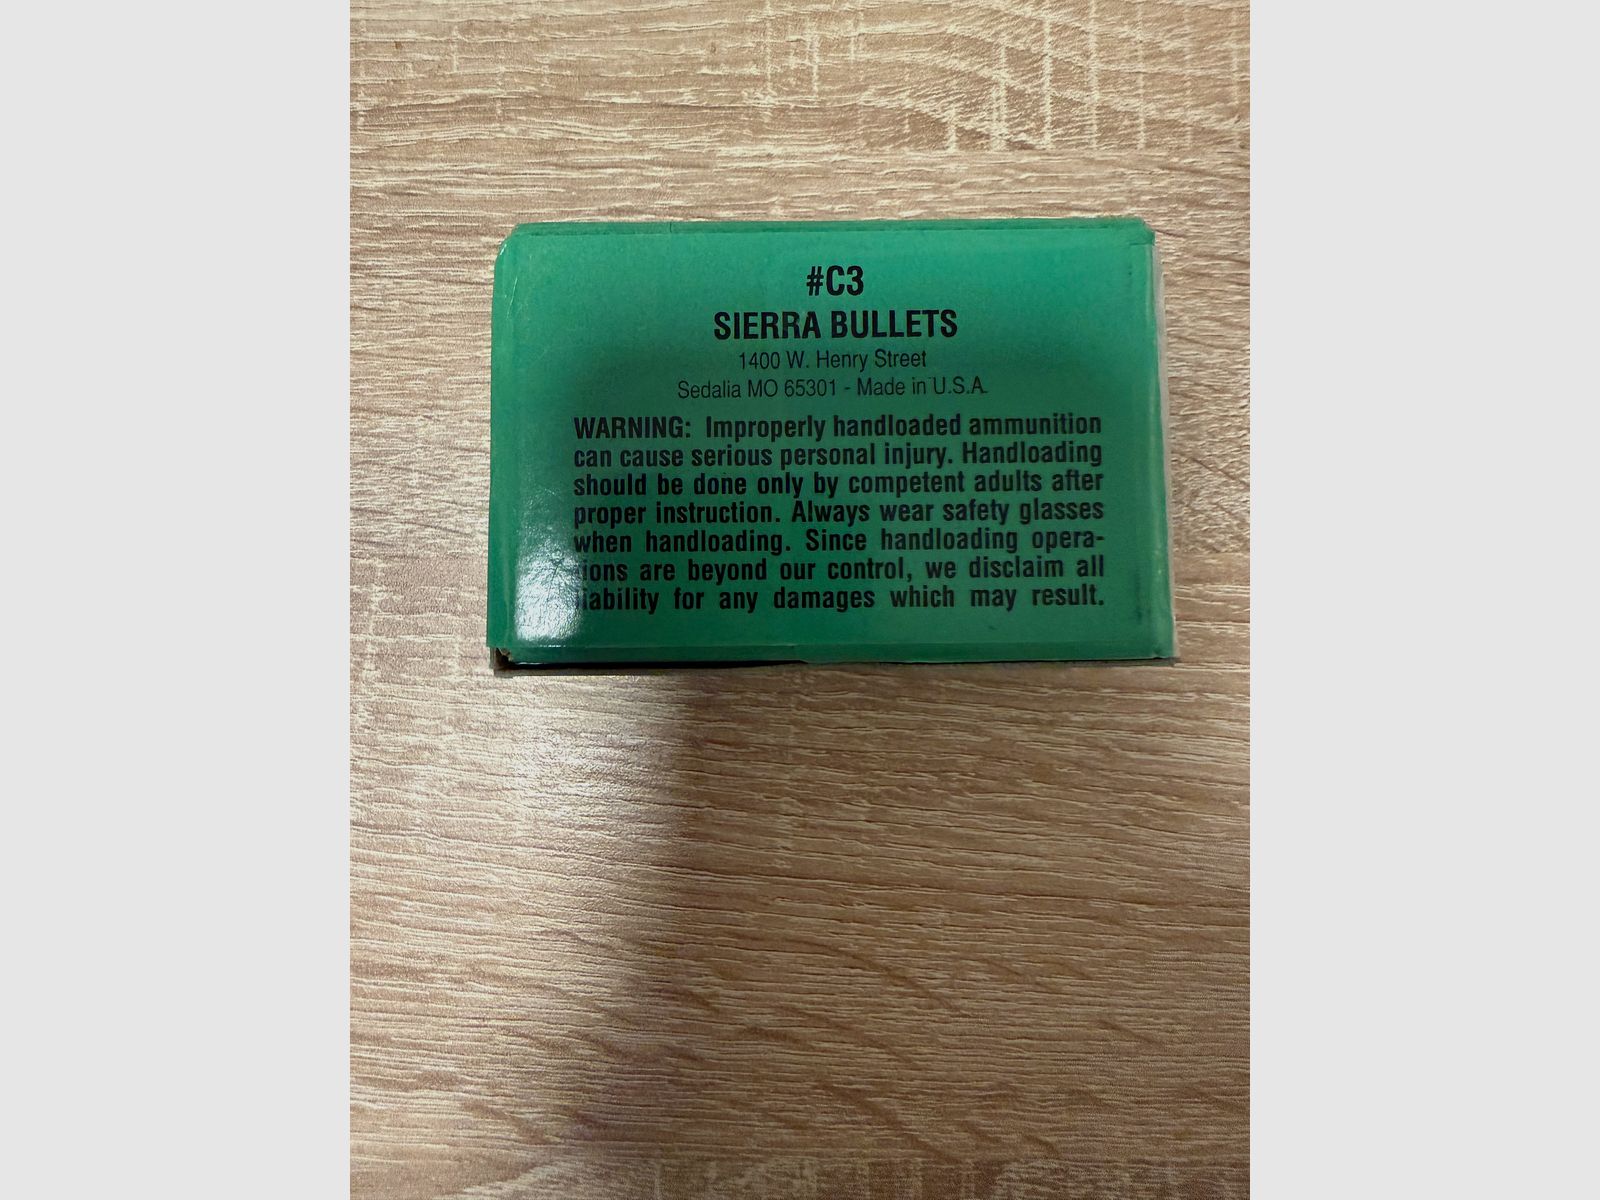 #C3
SIERRA BULLETS
1400 W. Henry Street
Sedalia MO 65301 - Made in U.S.A.
WARNING: Improperly handloaded ammunition
can cause serious personal injury. Handloading
should be done only by competent adults after
proper instruction. Always wear safety glasses
when handloading. Since handloading opera-
tions are beyond our control, we disclaim all
liability for any damages which may result.